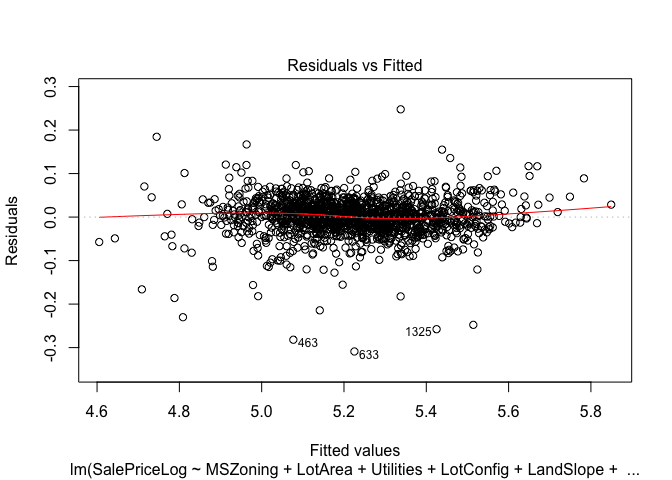 Residuals vs Fitted
Residuals
0.3
0.2
0.1
0.0
-0.1
-0.2
-0.3
463
633
1325
4.6 4.8 5.0 5.2 5.4 5.6 5.8
Fitted values
lm(SalePriceLog ~ MSZoning + LotArea + Utilities + LotConfig + LandSlope + ...